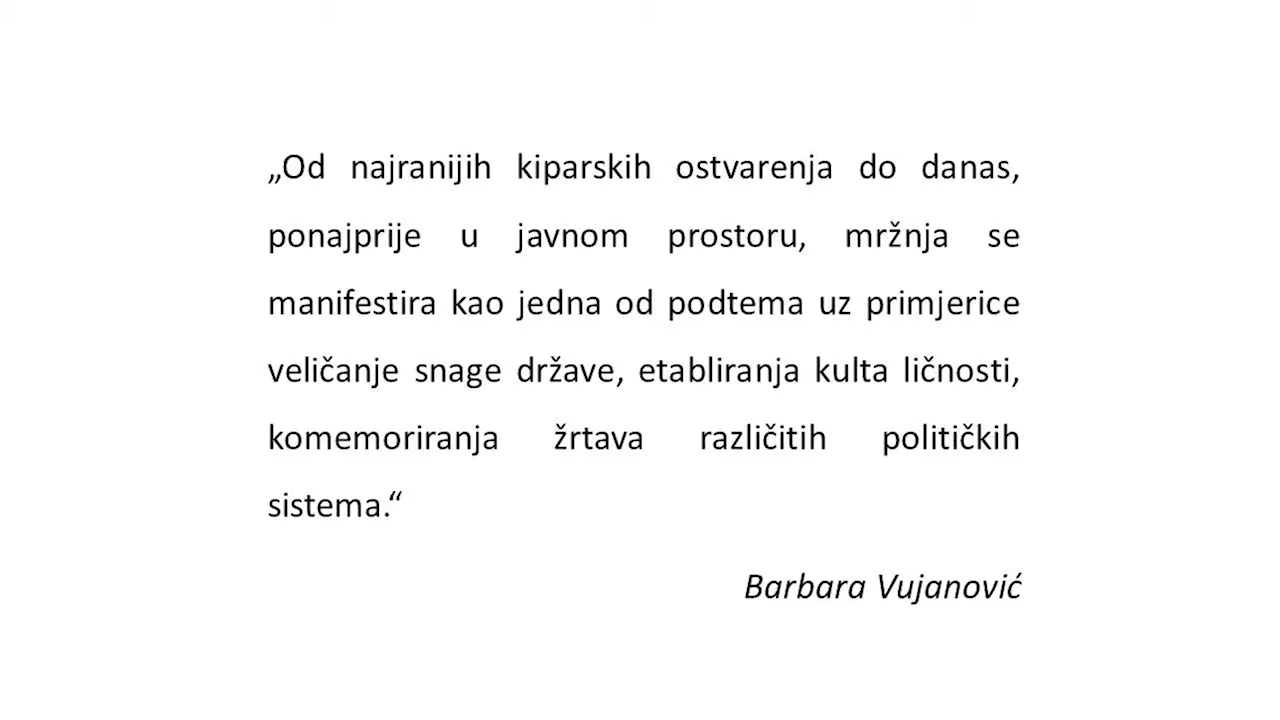 „Od najranijih kiparskih ostvarenja do danas,
ponajprije u javnom prostoru, mržnja se
manifestira kao jedna od podtema uz primjerice
veličanje snage države, etabliranja kulta ličnosti,
komemoriranja žrtava različitih političkih
sistema.“
Barbara Vujanović